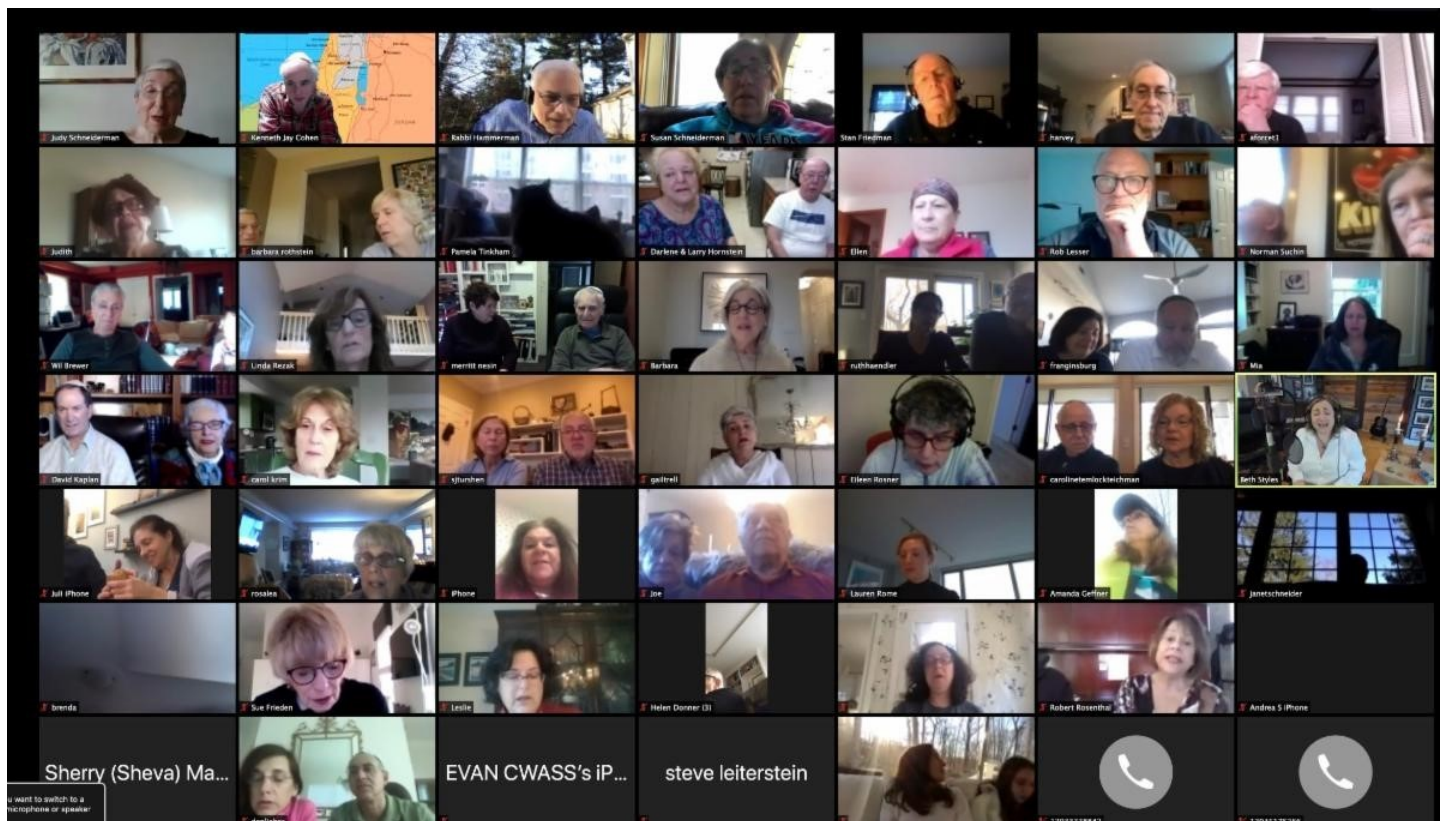 Judy Schneiderman
Kenneth Jay Cohen
Rabbi Hammerman
Susan Schneiderman
Stan Friedman
harvey
aforcet1
Judith
barbara rothstein
Pamela Tinkham
Darlene & Larry Hornstein
Ellen
Rob Lesser
Norman Suchin
Wil Brewer
Linda Rezak
merritt nesin
Barbara
ruthhaendler
franginsburg
Mia
David Kaplan
carol krim
sjturshen
gailtrell
Eileen Rosner
carolinetemlockteichman
Beth Styles
Juli iPhone
rosalea
iPhone
Joe
Lauren Rome
Amanda Geffner
janetschneider
brenda
Sue Frieden
Leslie
Helen Donner (3)
Robert Rosenthal
Andrea S iPhone
Sherry (Sheva) Ma...
EVAN CWASS's iP...
steve leiterstein
u want to switch to a
microphone or speaker